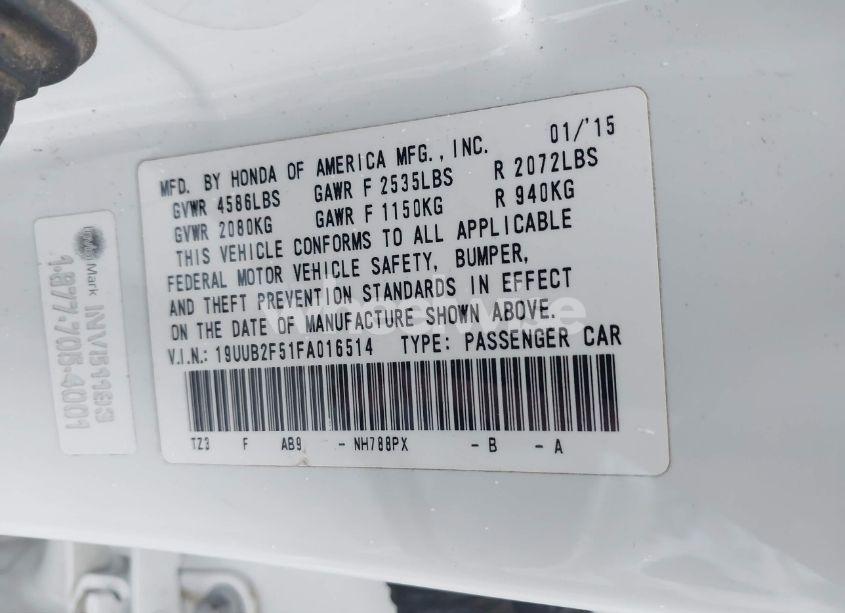 01/'15
MFD. BY HONDA OF AMERICA MFG., INC.
GVWR 4586LBS GAWR F 2535LBS R 2072LBS
GVWR 2080KG GAWR F 1150KG R 940KG
THIS VEHICLE CONFORMS TO ALL APPLICABLE
FEDERAL MOTOR VEHICLE SAFETY, BUMPER,
AND THEFT PREVENTION STANDARDS IN EFFECT
ON THE DATE OF MANUFACTURE SHOWN ABOVE.
V.I.N.: 19UUB2F51FA016514 TYPE: PASSENGER CAR
TZ3 F AB9 - NH788PX - B - A
Mark
1-877-706-4001